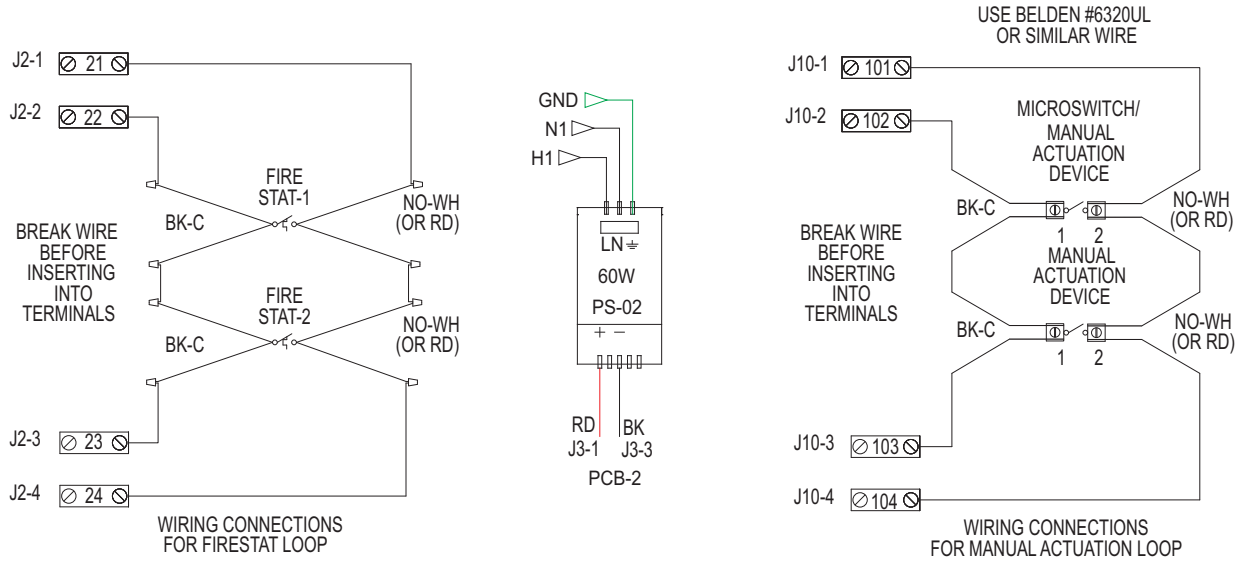 J2-1
21
J2-2
22
FIRE
STAT-1
BK-C
NO-WH
(OR RD)
BREAK WIRE
BEFORE
INSERTING
INTO
TERMINALS
FIRE
STAT-2
BK-C
NO-WH
(OR RD)
J2-3
23
J2-4
24
WIRING CONNECTIONS
FOR FIRESTAT LOOP
GND
N1
H1
LN
60W
PS-02
+ −
RD
BK
J3-1
J3-3
PCB-2
USE BELDEN #6320UL
OR SIMILAR WIRE
J10-1
101
J10-2
102
MICROSWITCH/
MANUAL
ACTUATION
DEVICE
BK-C
NO-WH
(OR RD)
1 2
BREAK WIRE
BEFORE
INSERTING
INTO
TERMINALS
MANUAL
ACTUATION
DEVICE
BK-C
NO-WH
(OR RD)
1 2
J10-3
103
J10-4
104
WIRING CONNECTIONS
FOR MANUAL ACTUATION LOOP